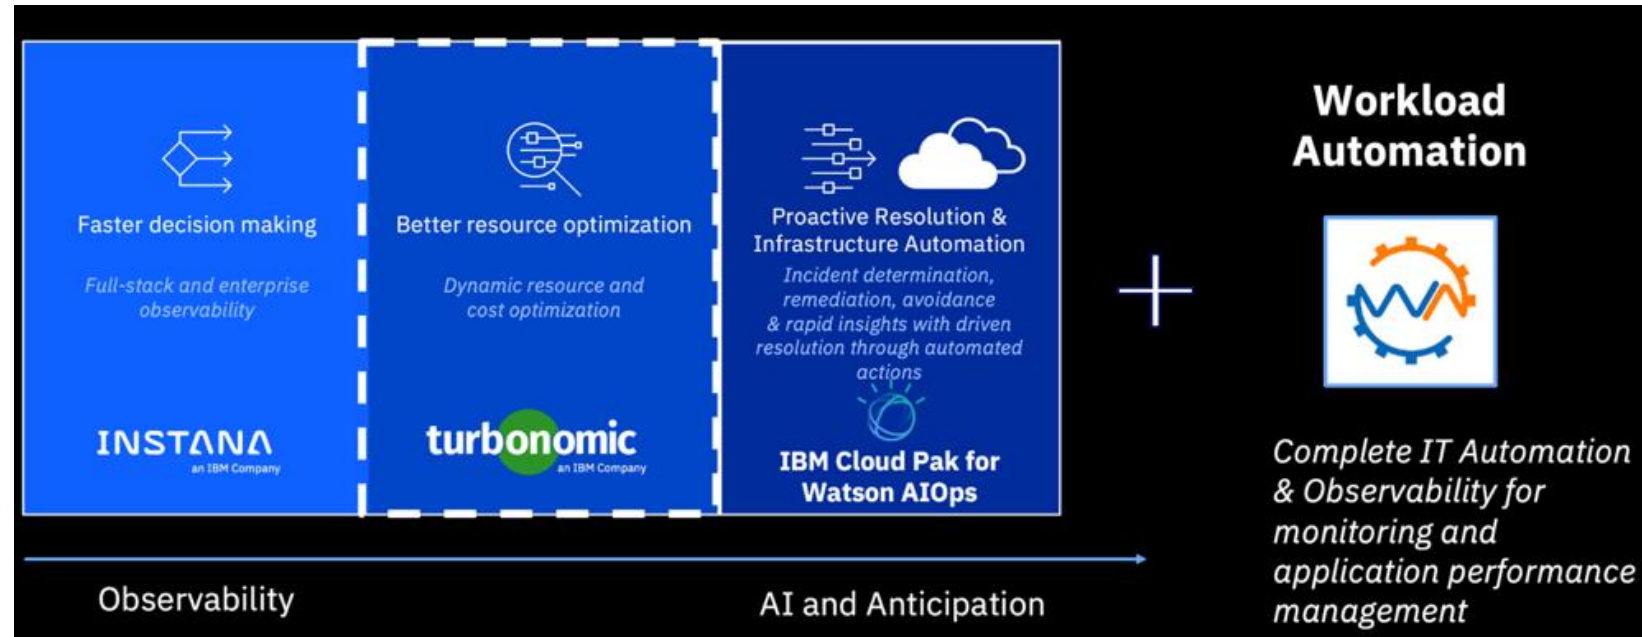 Faster decision making
Full-stack and enterprise
observability
INSTANA
an IBM Company
Better resource optimization
Dynamic resource and
cost optimization
turbonomic
an IBM Company
Proactive Resolution &
Infrastructure Automation
Incident determination,
remediation, avoidance
& rapid insights with driven
resolution through automated
actions
IBM Cloud Pak for
Watson AIOps
Observability
AI and Anticipation
Workload
Automation
WA
Complete IT Automation
& Observability for
monitoring and
application performance
management